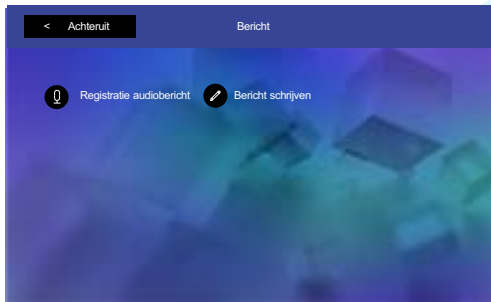 < Achteruit
Bericht
Registratie audiobericht
Bericht schrijven